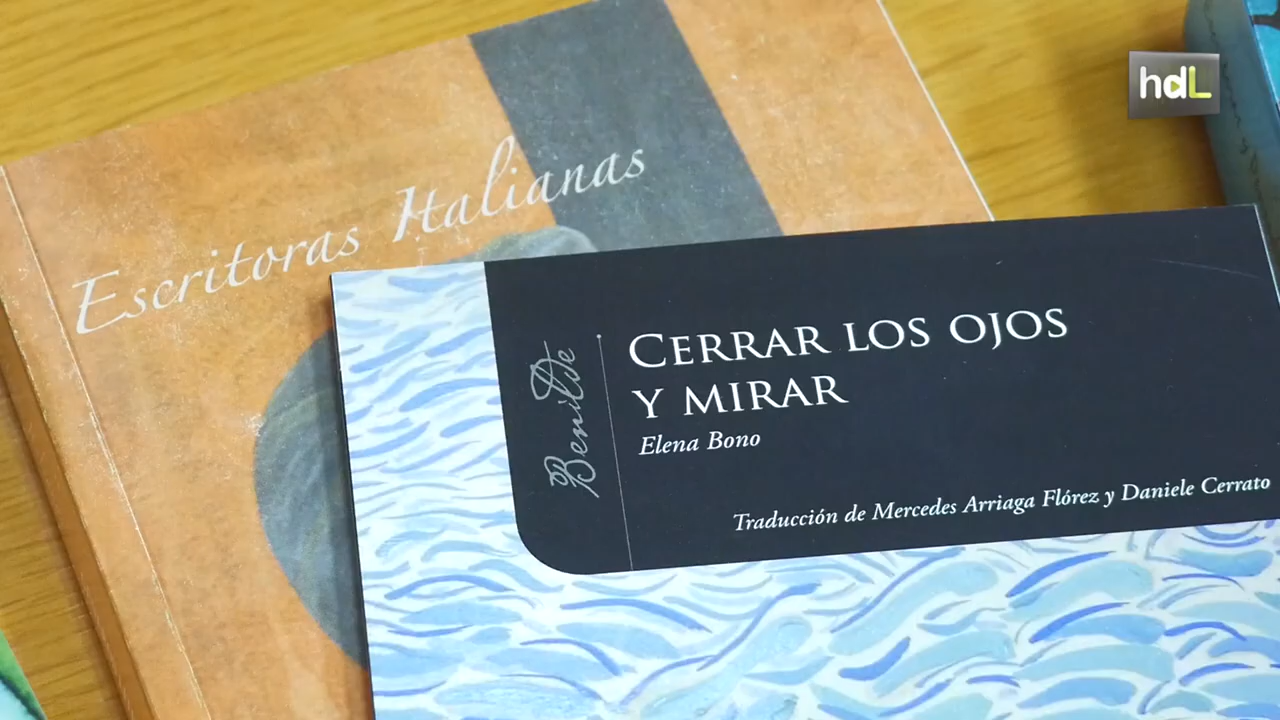 hdL
Escritoras Italianas
Benilde
CERRAR LOS OJOS
Y MIRAR
Elena Bono
Traducción de Mercedes Arriaga Flórez y Daniele Cerrato